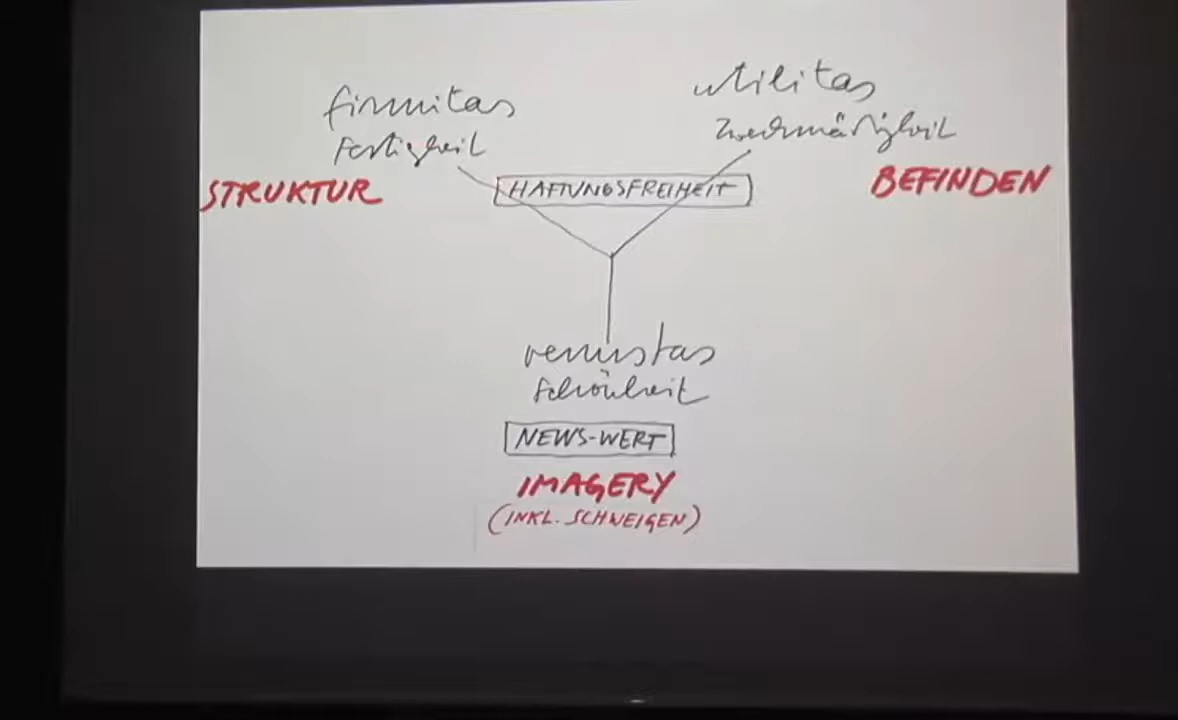 firmitas
Festigkeit
utilitas
Zweckmäßigkeit
STRUKTUR
HAFTUNGSFREIHEIT
BEFINDEN
venustas
Schönheit
NEWS-WERT
IMAGERY
(INKL. SCHWEIGEN)